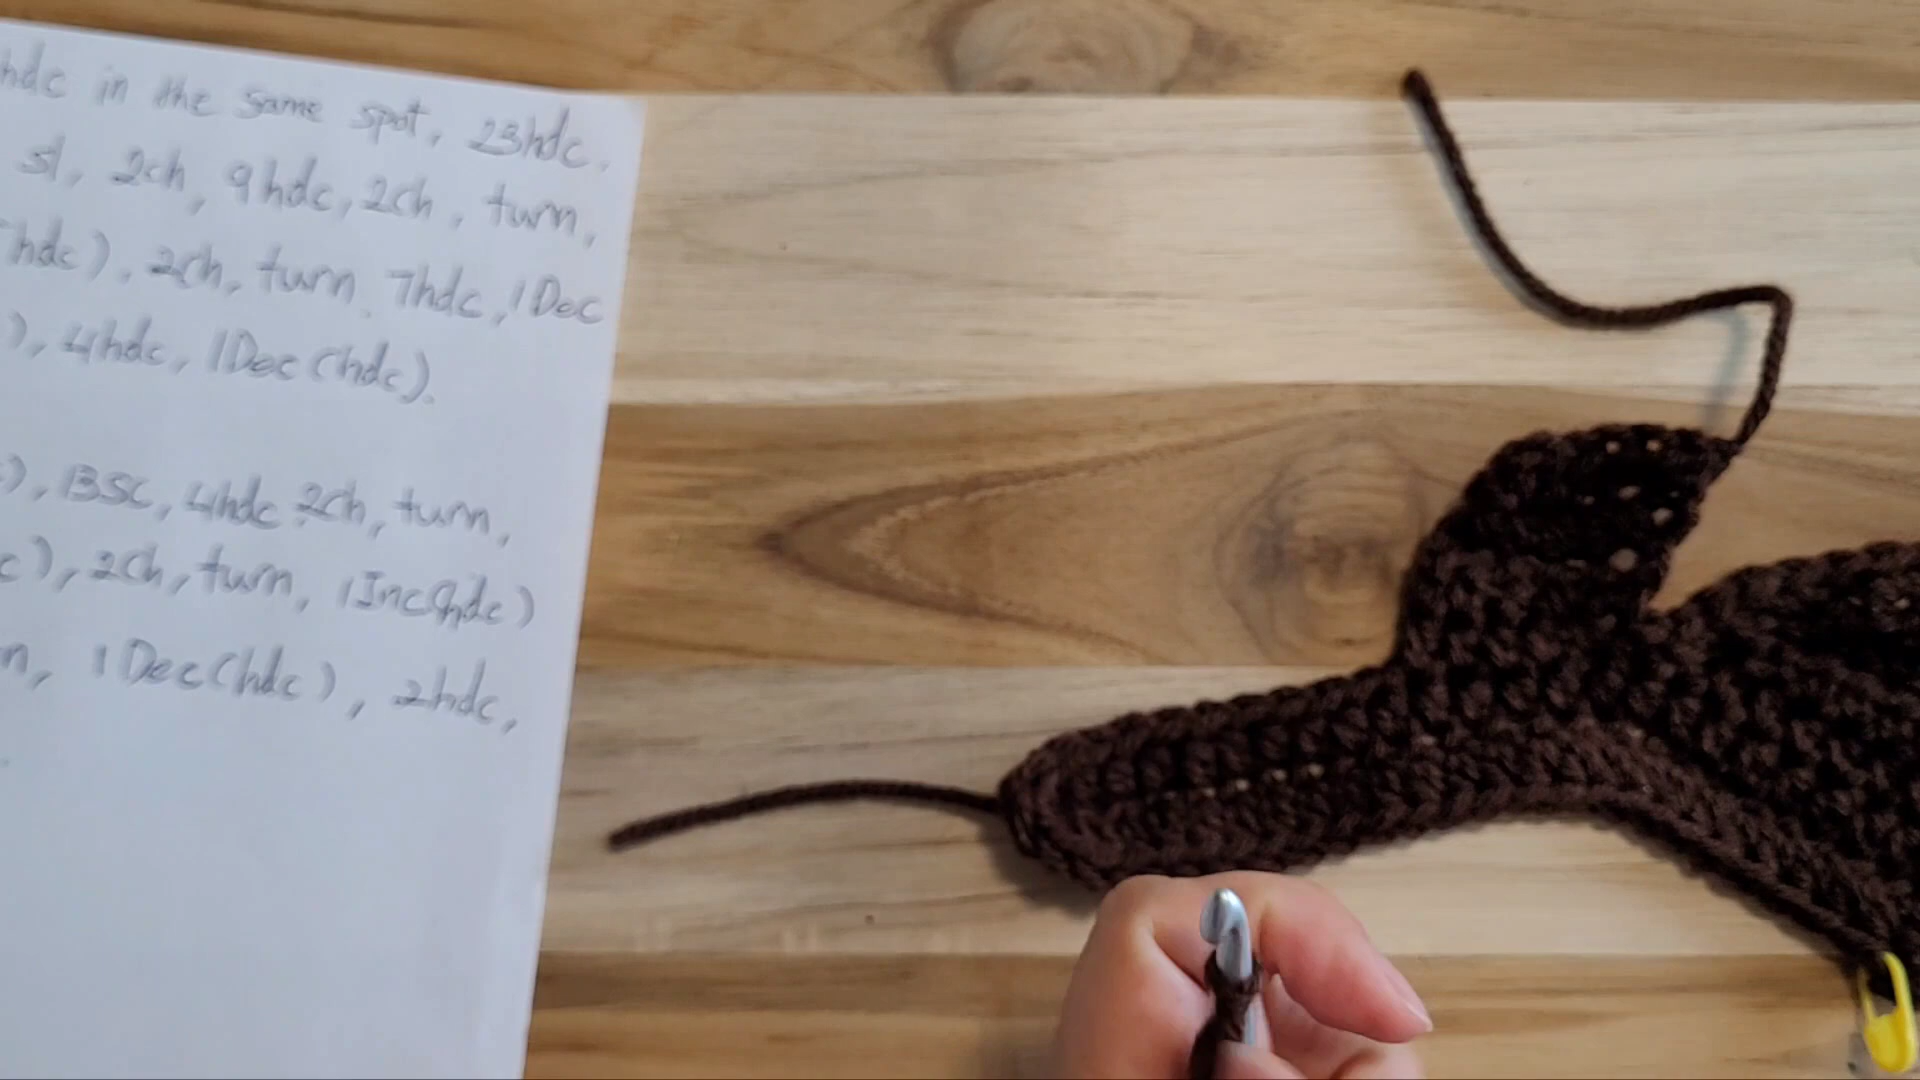 hdc in the same spot, 23hdc.
sl, 2ch, 9hdc, 2ch, turn,
hdc), 2ch, turn, 7hdc, 1Dec
), 4hdc, 1Dec(hdc).
), 13SC, 4hdc, 2ch, turn,
c), 2ch, turn, 1Inc(hdc)
n, 1Dec(hdc), 2hdc,